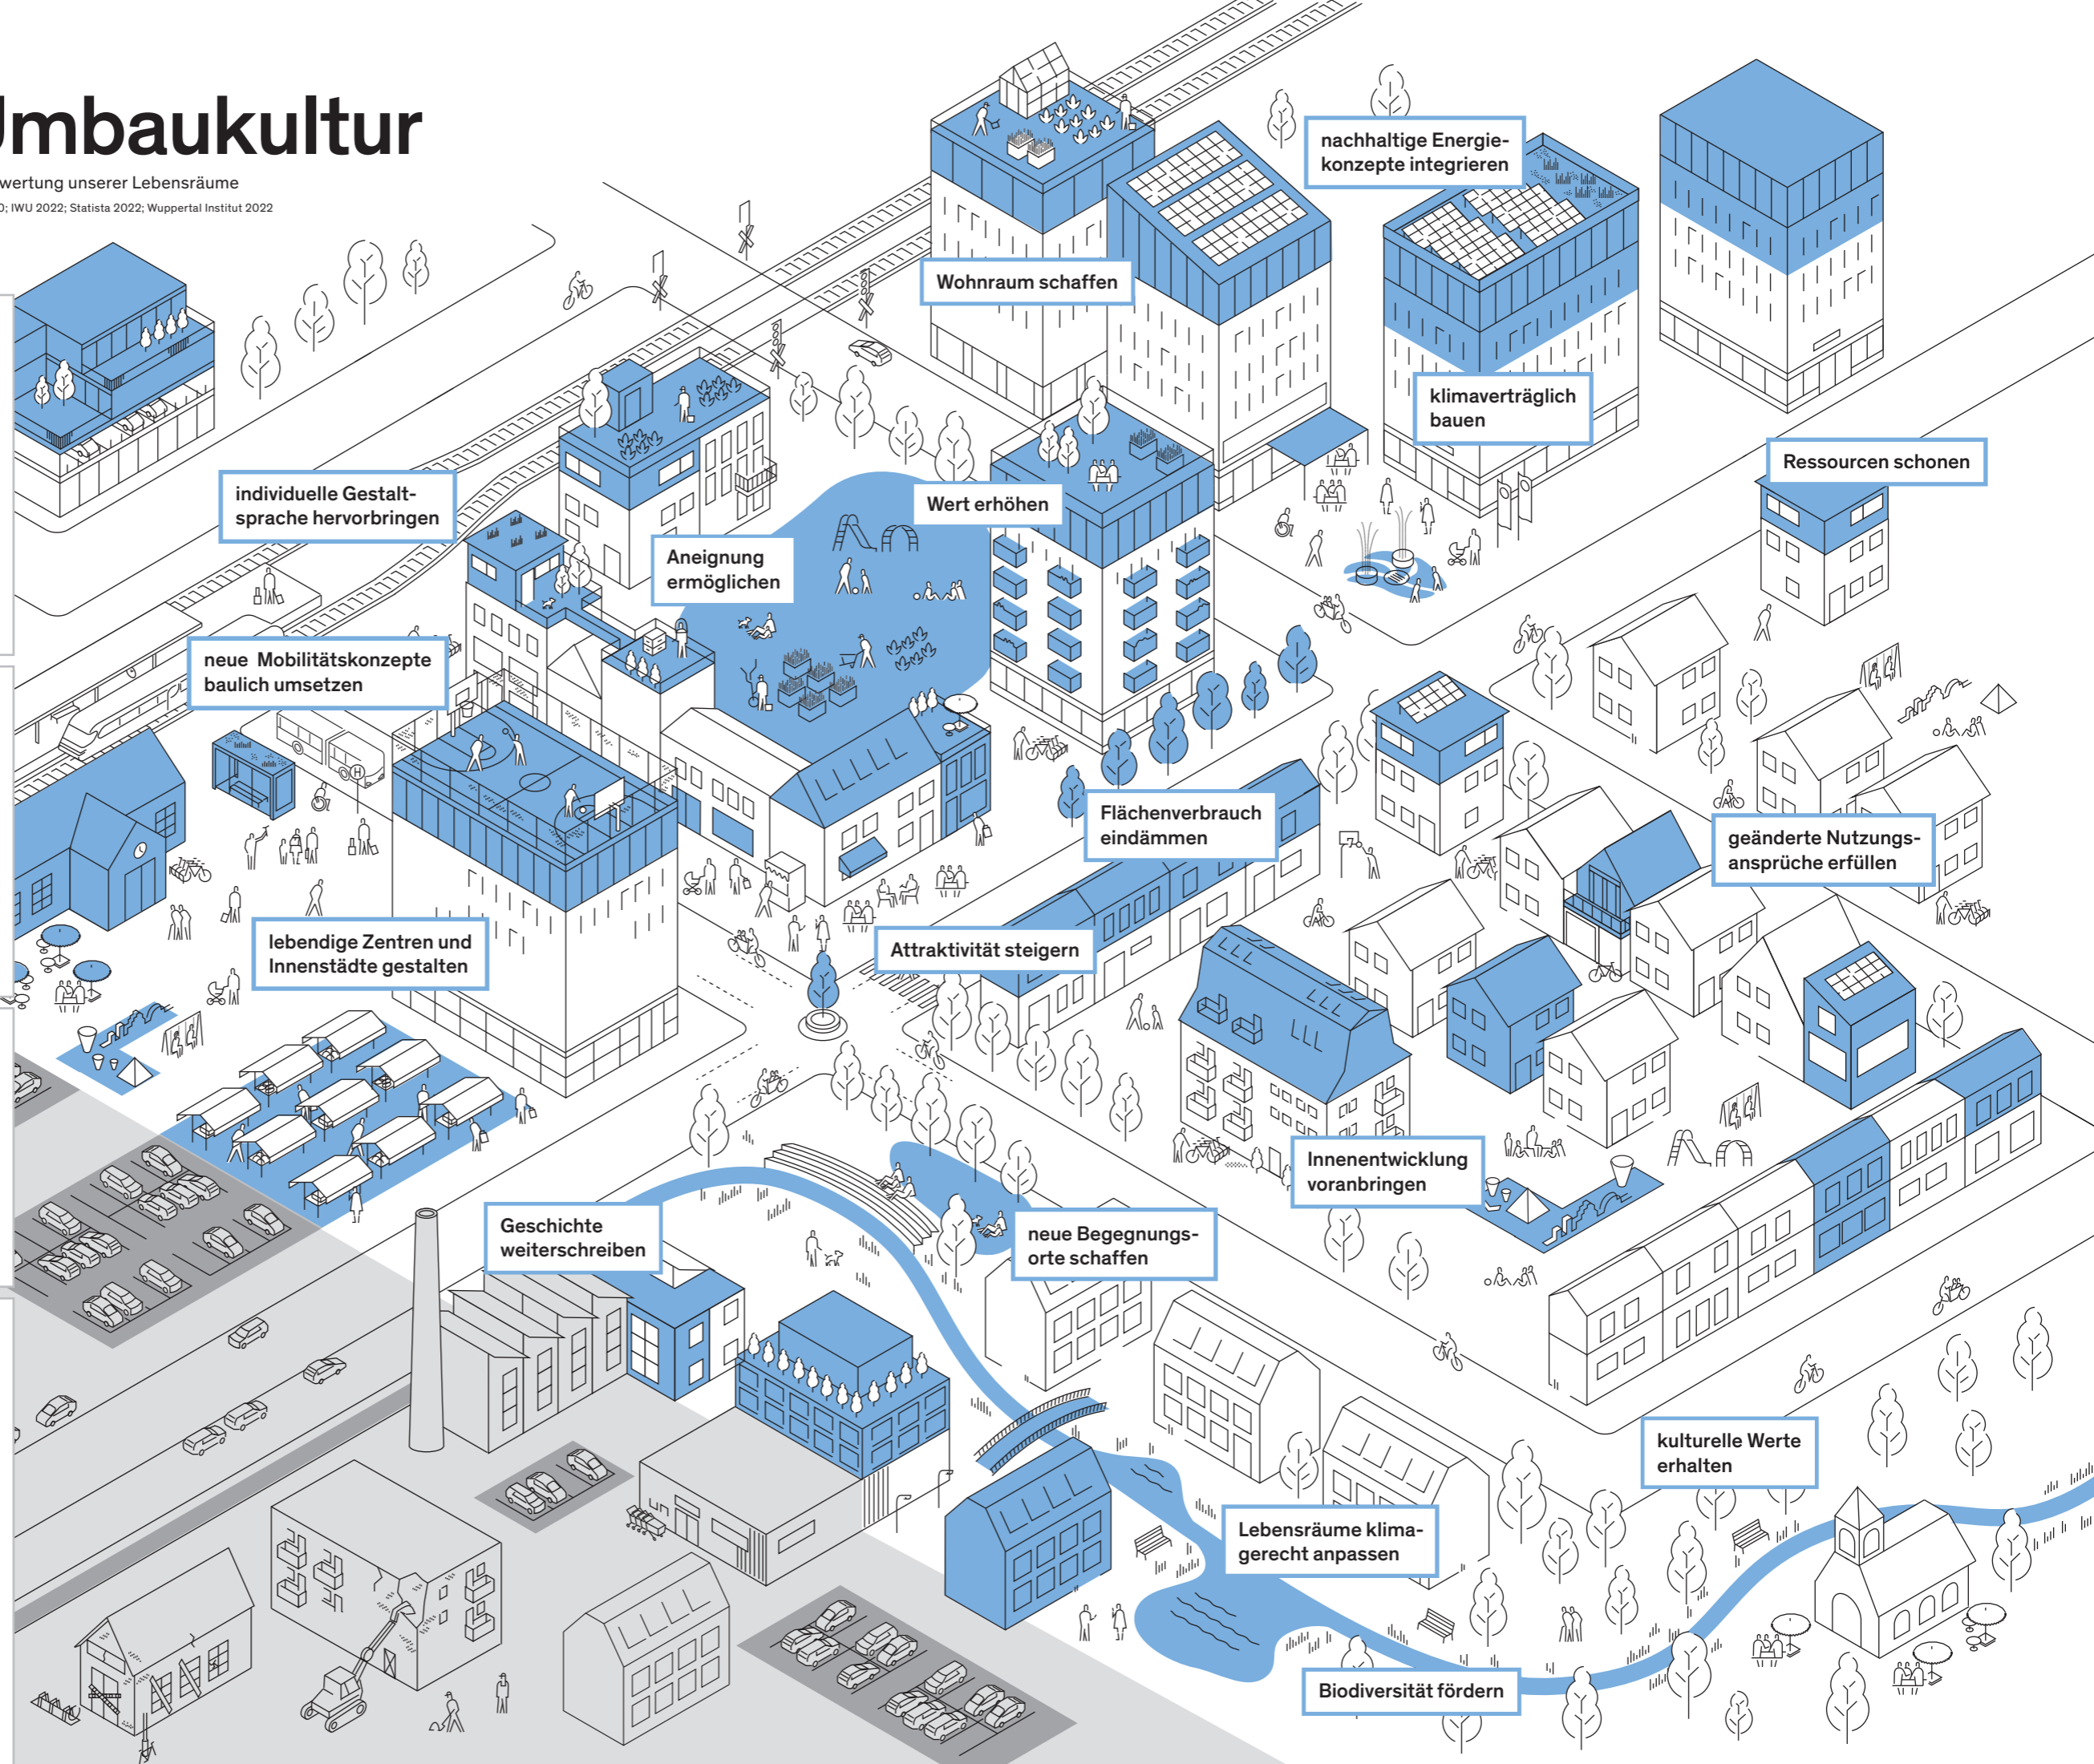 Umbaukultur
wertung unserer Lebensräume
0; IWU 2022; Statista 2022; Wuppertal Institut 2022
nachhaltige Energie-
konzepte integrieren
Wohnraum schaffen
klimaverträglich
bauen
Ressourcen schonen
individuelle Gestalt-
sprache hervorbringen
Wert erhöhen
Aneignung
ermöglichen
neue Mobilitätskonzepte
baulich umsetzen
H
Flächenverbrauch
eindämmen
geänderte Nutzungs-
ansprüche erfüllen
lebendige Zentren und
Innenstädte gestalten
Attraktivität steigern
Innenentwicklung
voranbringen
Geschichte
weiterschreiben
neue Begegnungs-
orte schaffen
kulturelle Werte
erhalten
Lebensräume klima-
gerecht anpassen
Biodiversität fördern